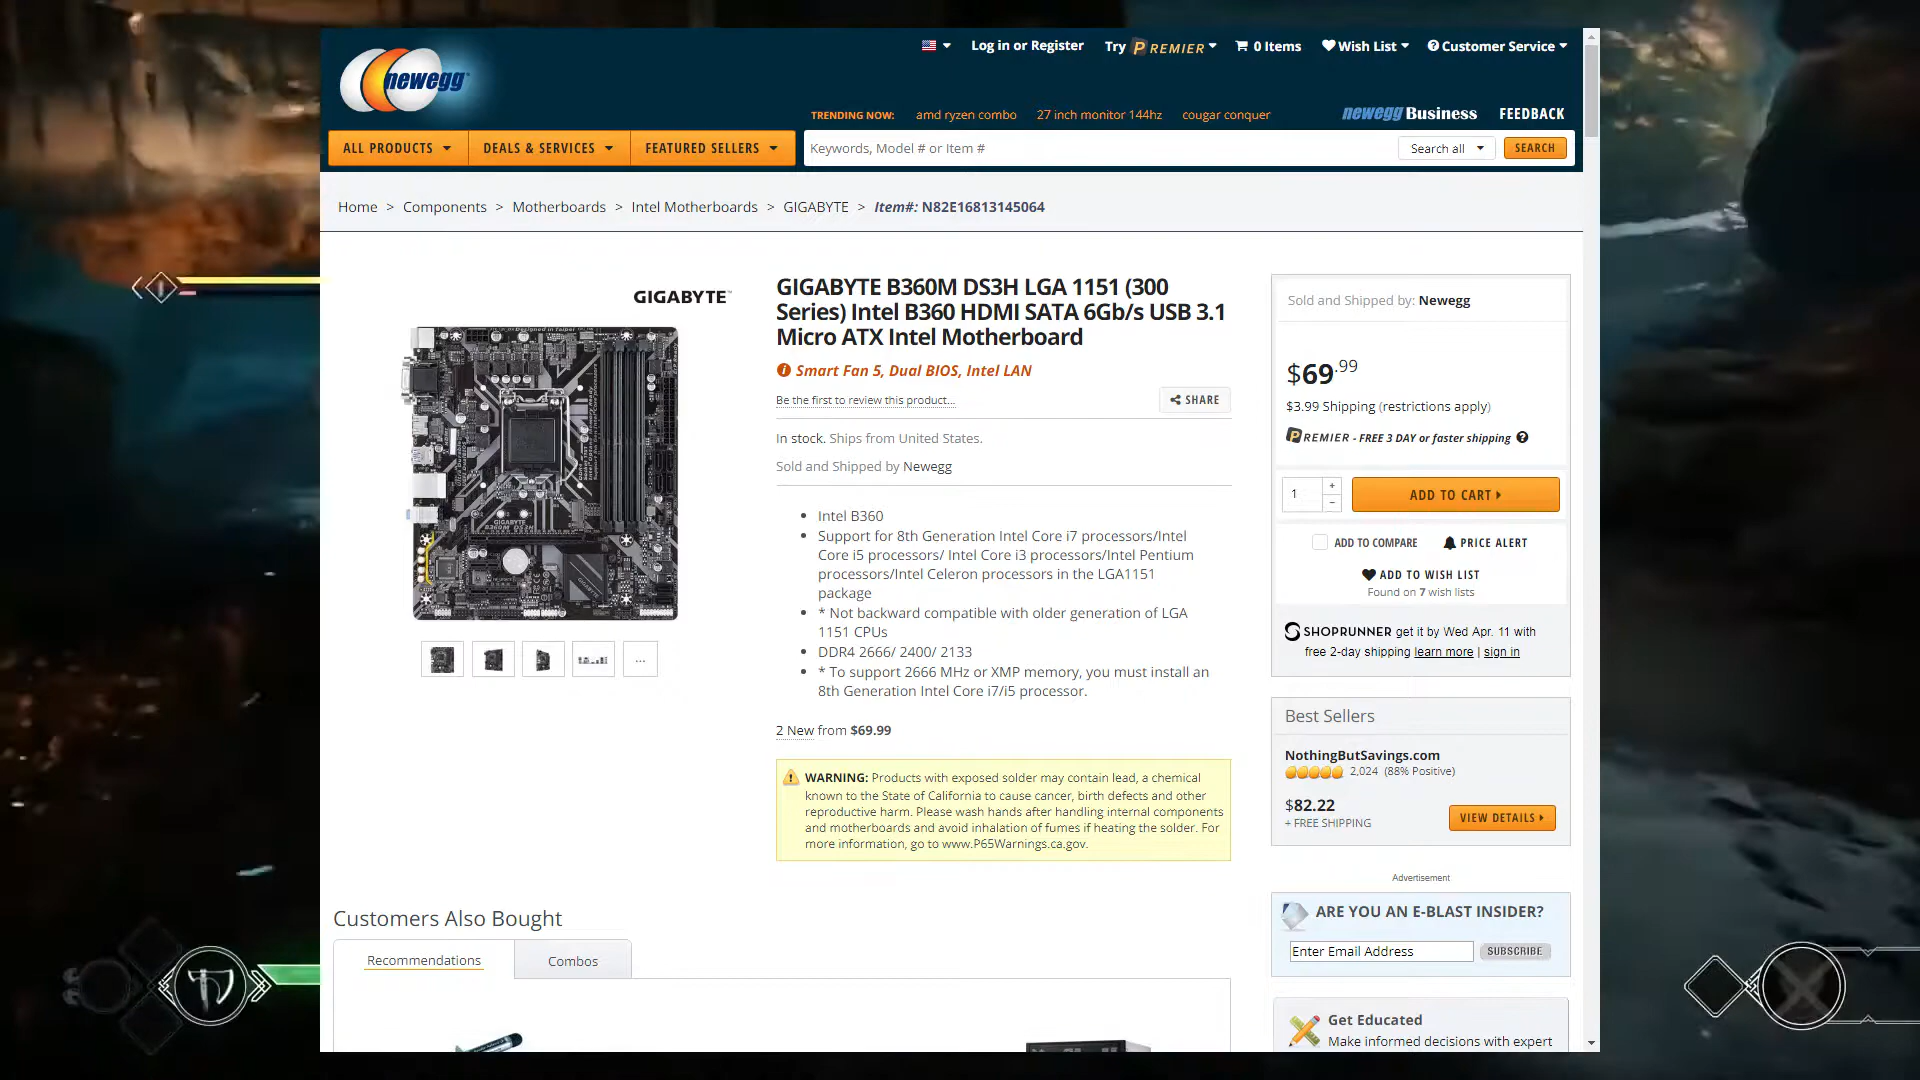 newegg
Log in or Register
Try PREMIER
0 Items
Wish List
Customer Service
TRENDING NOW: amd ryzen combo 27 inch monitor 144hz cougar conquer
newegg Business
FEEDBACK
ALL PRODUCTS
DEALS & SERVICES
FEATURED SELLERS
Keywords, Model # or Item #
Search all
SEARCH
Home > Components > Motherboards > Intel Motherboards > GIGABYTE > Item#: N82E16813145064
GIGABYTE™
GIGABYTE
B360M DS3H
GIGABYTE B360M DS3H LGA 1151 (300
Series) Intel B360 HDMI SATA 6Gb/s USB 3.1
Micro ATX Intel Motherboard
Smart Fan 5, Dual BIOS, Intel LAN
Be the first to review this product...
SHARE
In stock. Ships from United States.
Sold and Shipped by Newegg
• Intel B360
• Support for 8th Generation Intel Core i7 processors/Intel
Core i5 processors/ Intel Core i3 processors/Intel Pentium
processors/Intel Celeron processors in the LGA1151
package
• * Not backward compatible with older generation of LGA
1151 CPUs
• DDR4 2666/ 2400/ 2133
• * To support 2666 MHz or XMP memory, you must install an
8th Generation Intel Core i7/i5 processor.
...
2 New from $69.99
WARNING: Products with exposed solder may contain lead, a chemical
known to the State of California to cause cancer, birth defects and other
reproductive harm. Please wash hands after handling internal components
and motherboards and avoid inhalation of fumes if heating the solder. For
more information, go to www.P65Warnings.ca.gov.
Sold and Shipped by: Newegg
$69.99
$3.99 Shipping (restrictions apply)
PREMIER - FREE 3 DAY or faster shipping
1
+
−
ADD TO CART
ADD TO COMPARE
PRICE ALERT
ADD TO WISH LIST
Found on 7 wish lists
SHOPRUNNER get it by Wed Apr. 11 with
free 2-day shipping learn more | sign in
Best Sellers
NothingButSavings.com
2,024 (88% Positive)
$82.22
+ FREE SHIPPING
VIEW DETAILS
Advertisement
ARE YOU AN E-BLAST INSIDER?
Enter Email Address
SUBSCRIBE
Get Educated
Make informed decisions with expert
Customers Also Bought
Recommendations
Combos